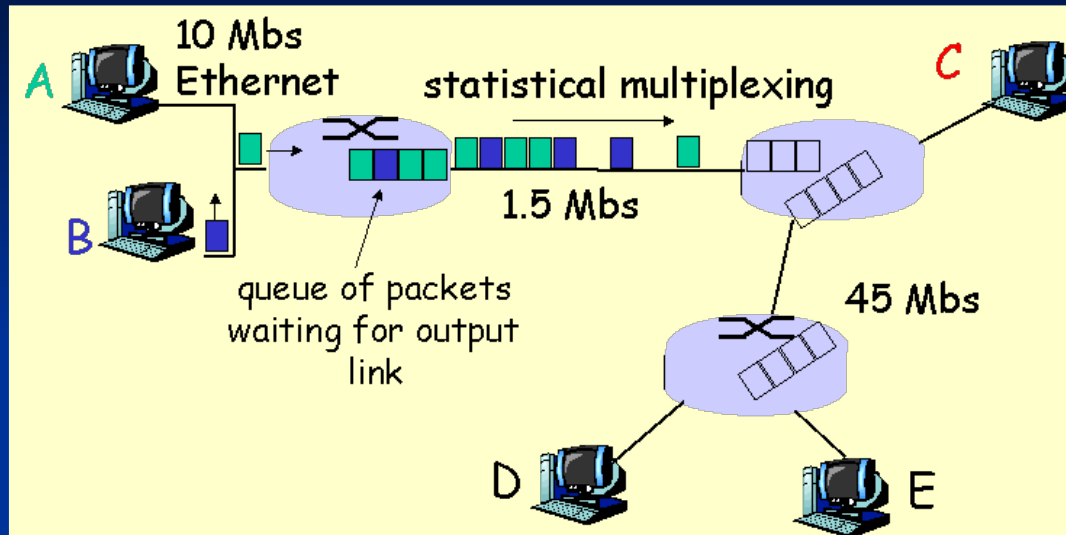 10 Mbs
Ethernet
A
statistical multiplexing
C
1.5 Mbs
B
queue of packets
waiting for output
link
45 Mbs
D
E